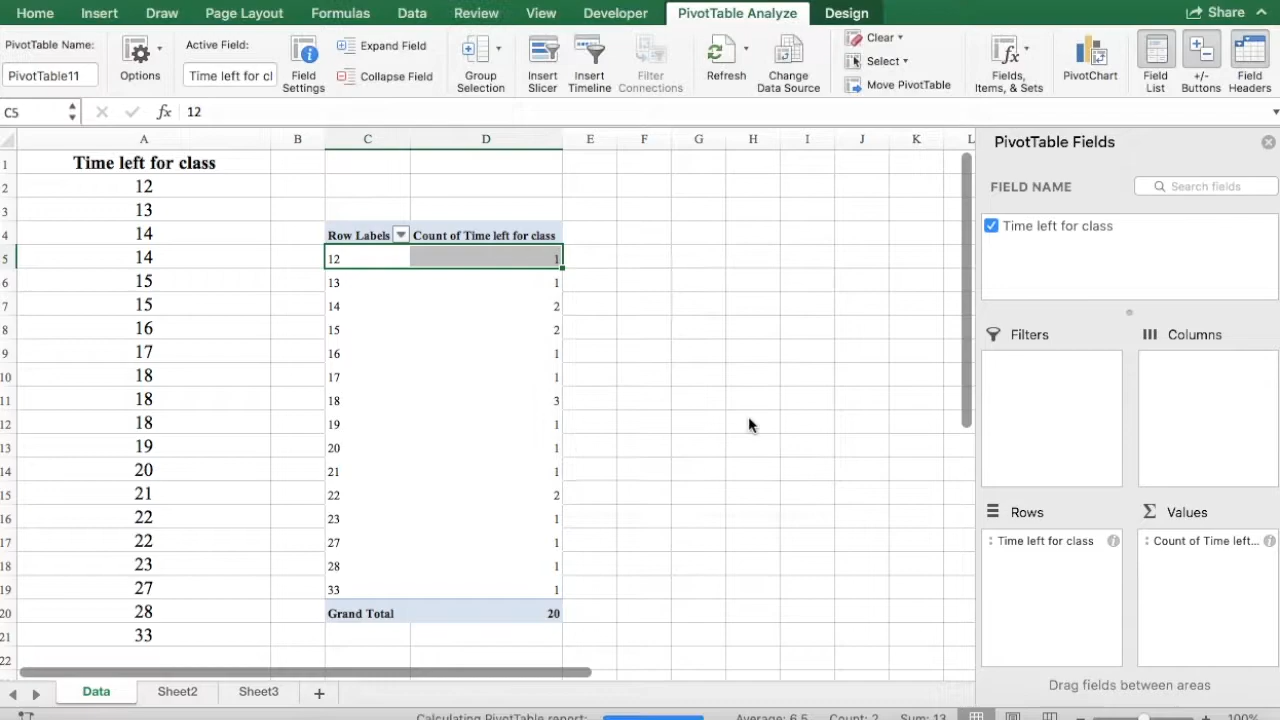 Home Insert Draw Page Layout Formulas Data Review View Developer PivotTable Analyze Design Share
PivotTable Name:
PivotTable11
Options
Active Field:
Time left for cl
Field Settings
Expand Field
Collapse Field
Group Selection
Insert Slicer
Insert Timeline
Filter Connections
Refresh
Change Data Source
Clear
Select
Move PivotTable
Fields, Items, & Sets
PivotChart
Field List
+/- Buttons
Field Headers
C5 fx 12
A B C D E F G H I J K L
1 Time left for class
2 12
3 13
4 14 Row Labels Count of Time left for class
5 14 12 1
6 15 13 1
7 15 14 2
8 16 15 2
9 17 16 1
10 18 17 1
11 18 18 3
12 18 19 1
13 19 20 1
14 20 21 1
15 21 22 2
16 22 23 1
17 22 27 1
18 23 28 1
19 27 33 1
20 28 Grand Total 20
21 33
22
PivotTable Fields
FIELD NAME Search fields
Time left for class
Filters Columns
Rows Values
Time left for class Count of Time left...
Drag fields between areas
Data Sheet2 Sheet3 +
Calculating PivotTable report: Average: 6.5 Count: 2 Sum: 13 100%